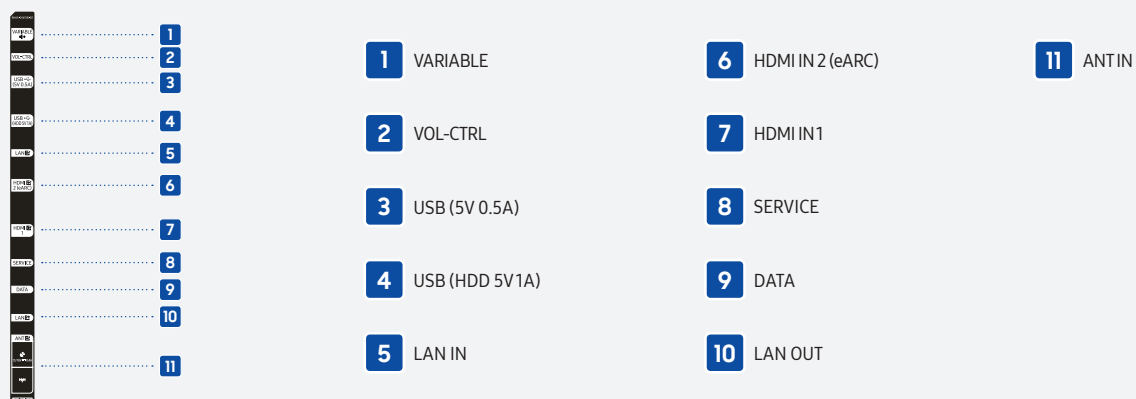 VARIABLE
1
VOL-CTRL
2
USB
(5V 0.5A)
3
USB
(HDD 5V1A)
4
LAN
5
HDMI
2 (eARC)
6
HDMI
1
7
SERVICE
8
DATA
9
LAN
10
ANT
11
1 VARIABLE
2 VOL-CTRL
3 USB (5V 0.5A)
4 USB (HDD 5V1A)
5 LAN IN
6 HDMI IN 2 (eARC)
7 HDMI IN1
8 SERVICE
9 DATA
10 LAN OUT
11 ANT IN